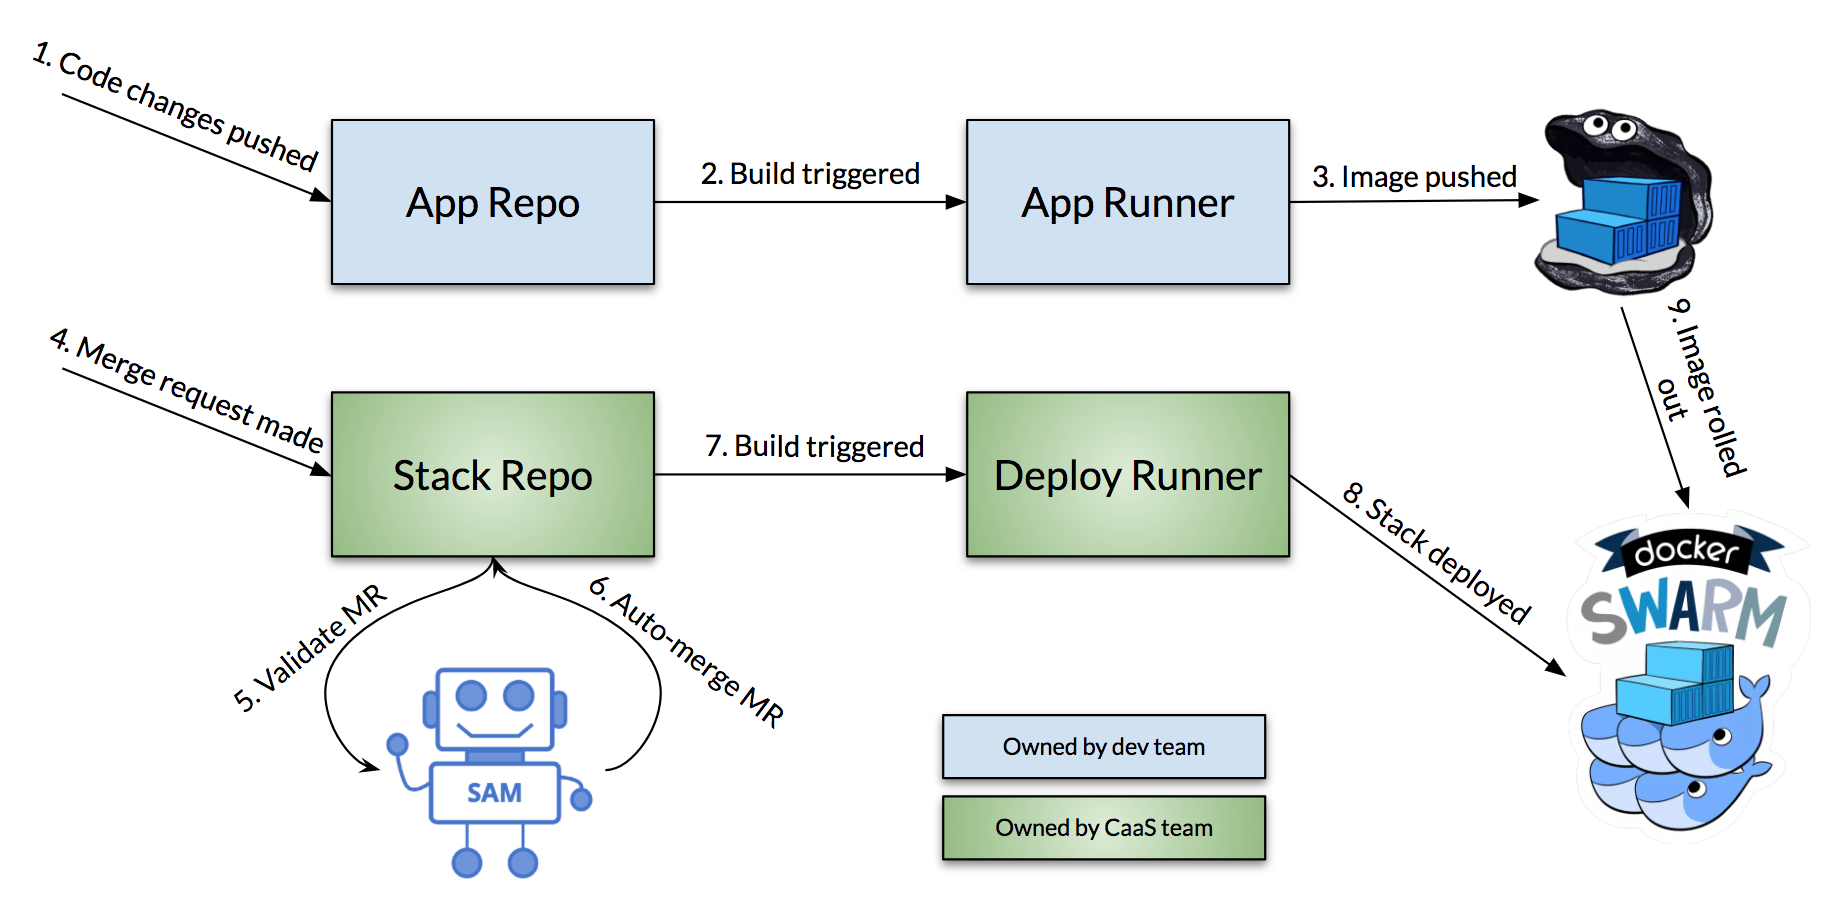 1. Code changes pushed
App Repo
2. Build triggered
App Runner
3. Image pushed
4. Merge request made
Stack Repo
7. Build triggered
Deploy Runner
8. Stack deployed
9. Image rolled
out
5. Validate MR
6. Auto-merge MR
SAM
Owned by dev team
Owned by CaaS team
docker
SWARM